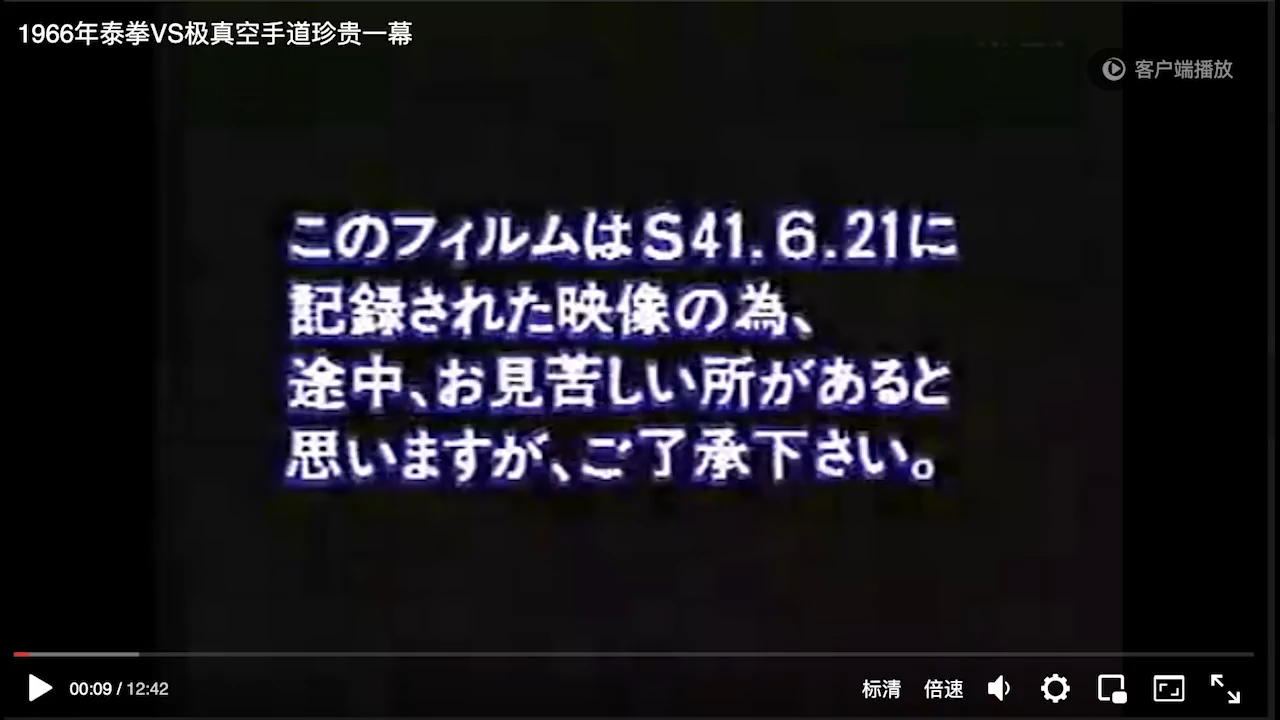 1966年泰拳VS极真空手道珍贵一幕
客户端播放
このフィルムはS41.6.21に
記録された映像の為、
途中、お見苦しい所があると
思いますが、ご了承下さい。
00:09 / 12:42
标清 倍速